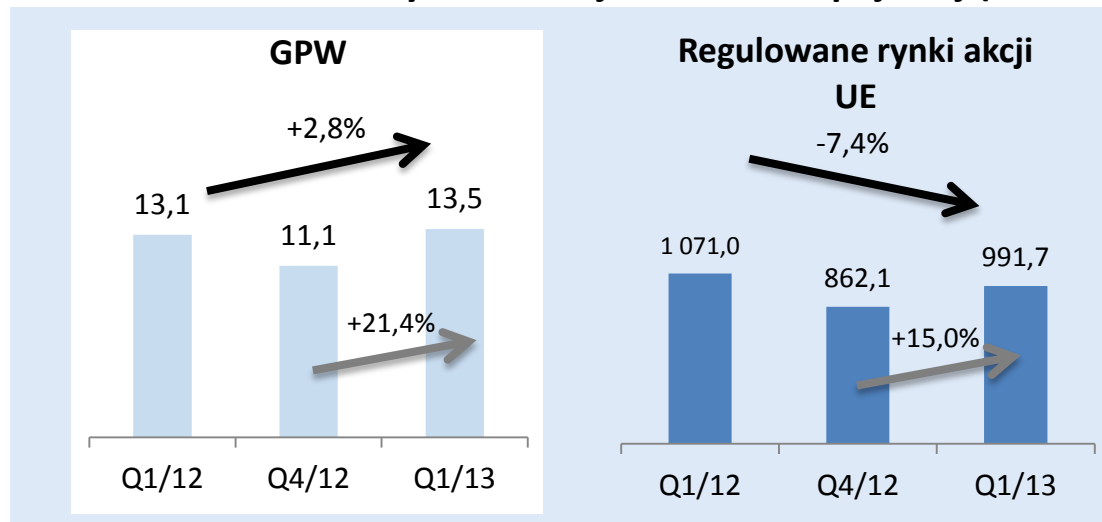 GPW
+2,8%
13,1
11,1
13,5
+21,4%
Q1/12 Q4/12 Q1/13
Regulowane rynki akcji
UE
-7,4%
1 071,0
862,1
991,7
+15,0%
Q1/12 Q4/12 Q1/13